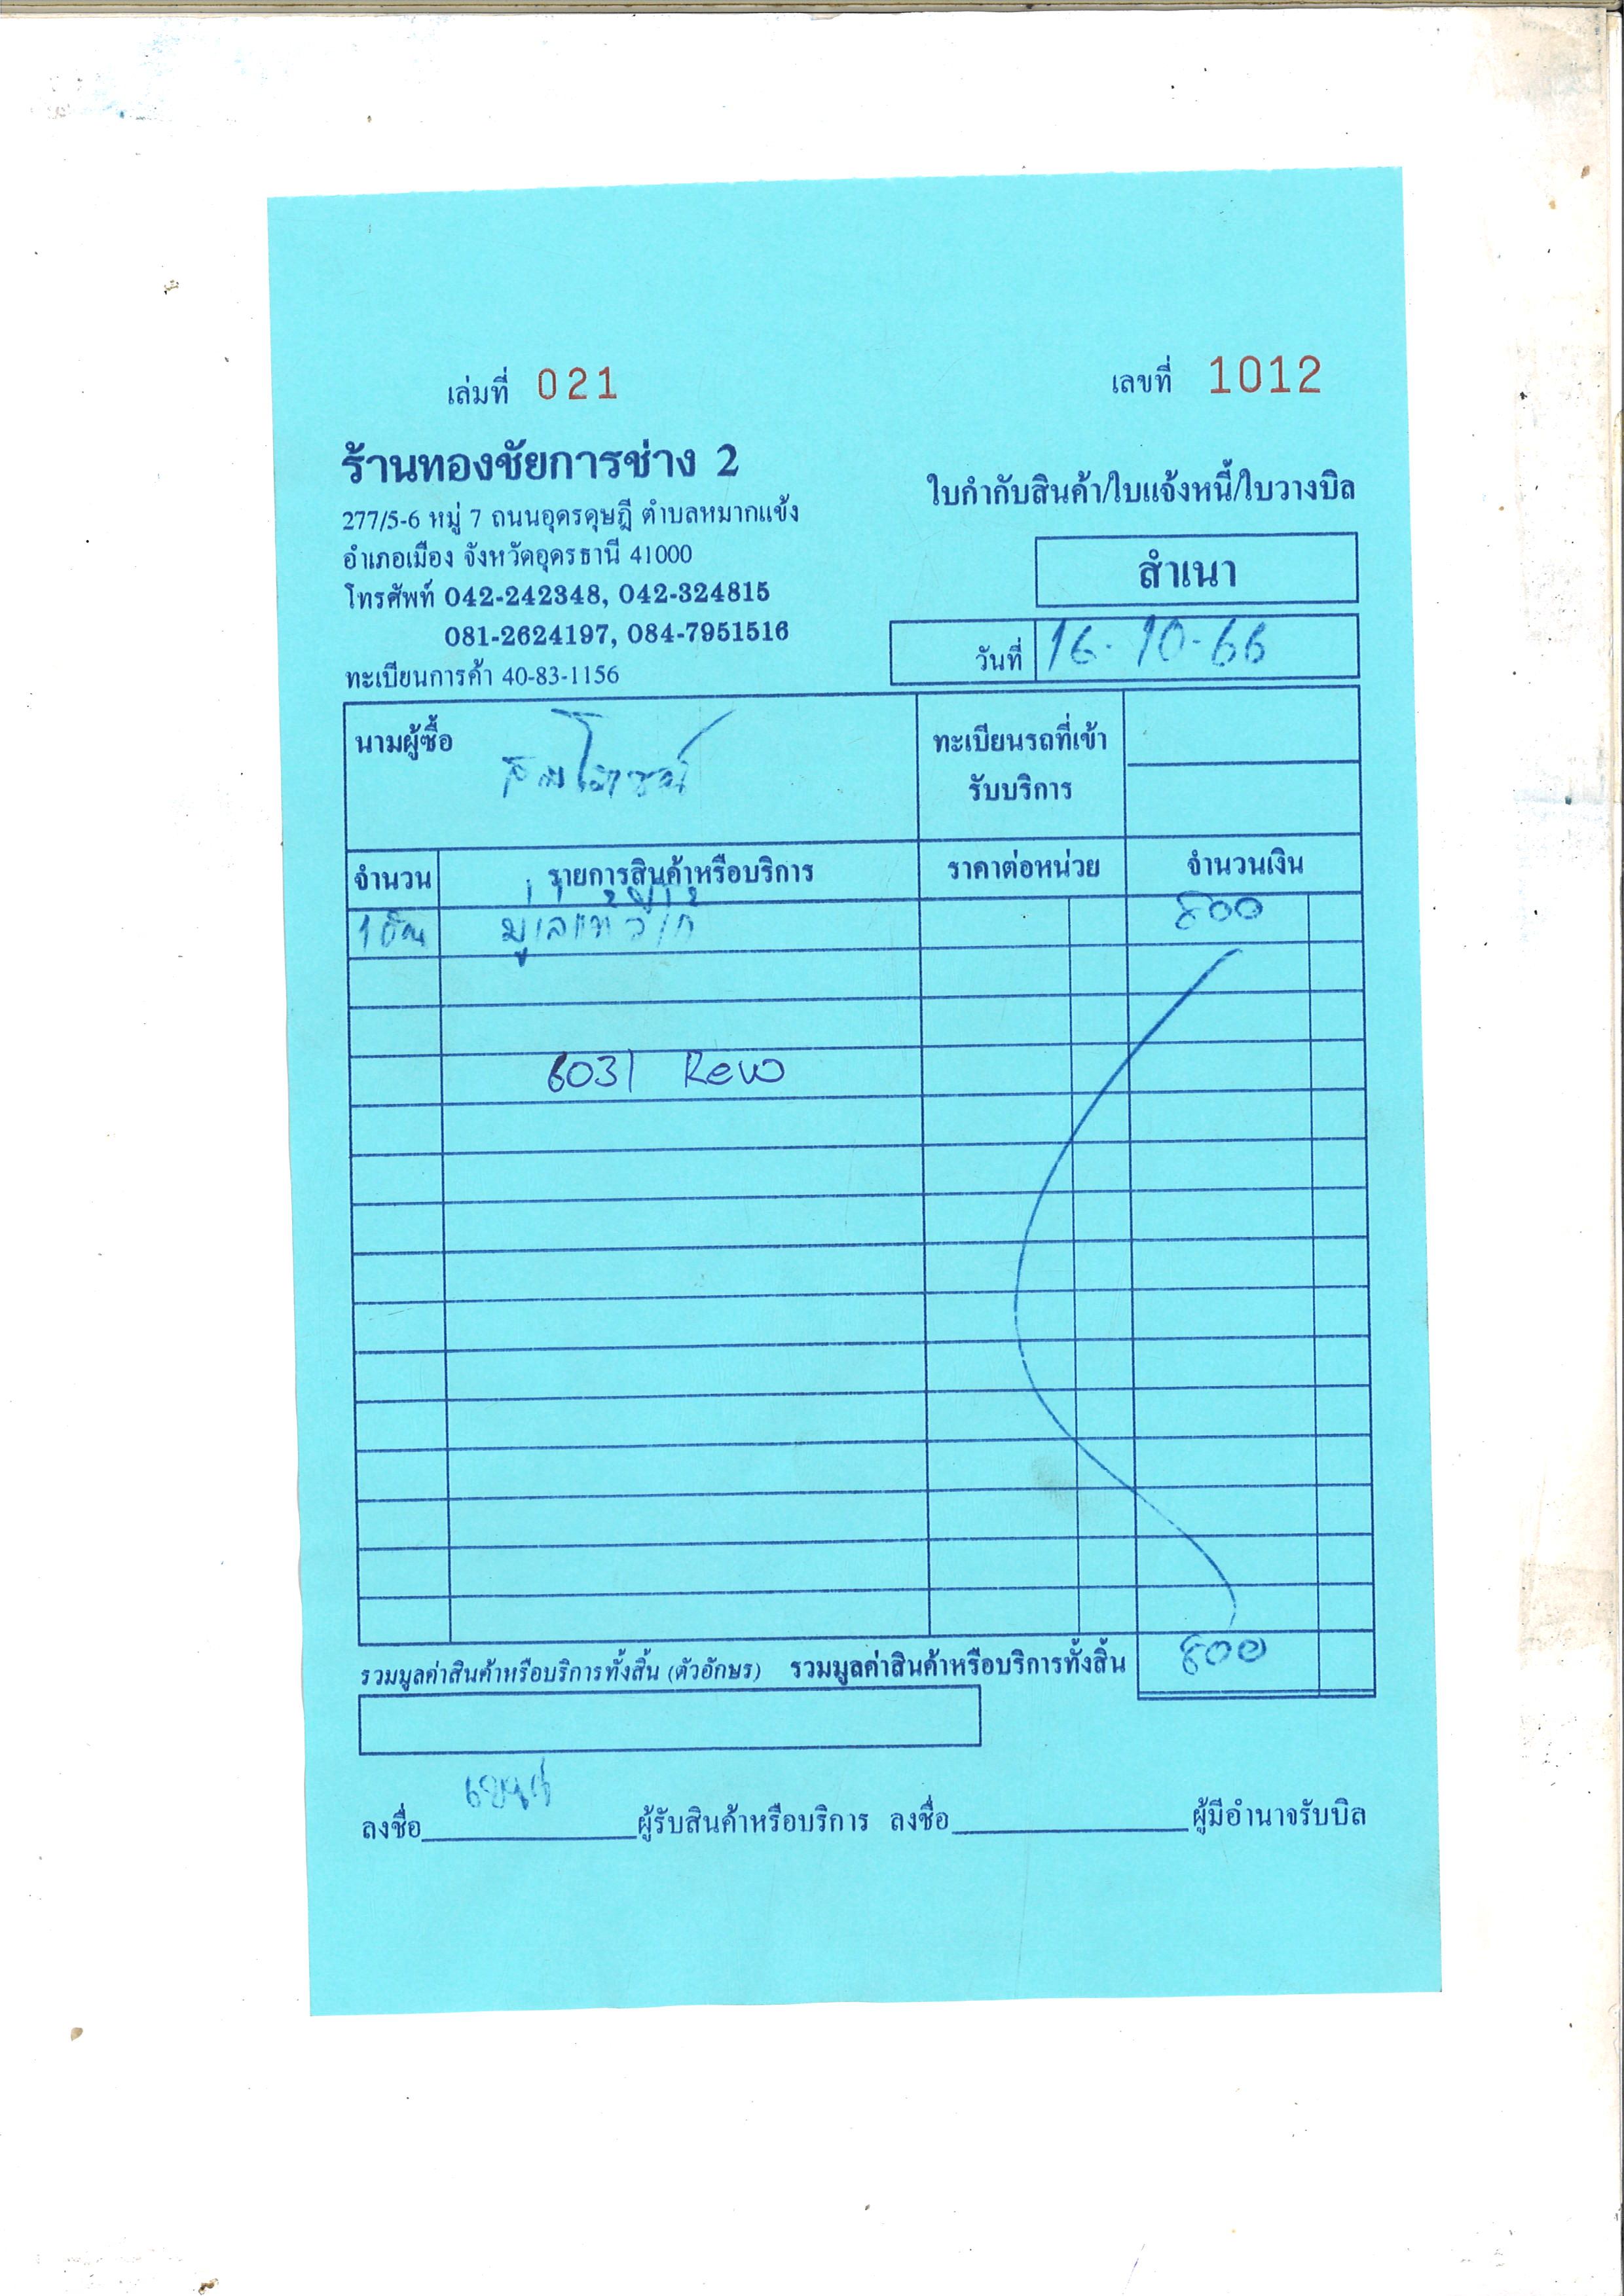 เล่มที่ 021
เลขที่ 1012
ร้านทองชัยการช่าง 2
277/5-6 หมู่ 7 ถนนอุดรดุษฎี ตำบลหมากแข้ง
อำเภอเมือง จังหวัดอุดรธานี 41000
โทรศัพท์ 042-242348, 042-324815
081-2624197, 084-7951516
ทะเบียนการค้า 40-83-1156
ใบกำกับสินค้า/ใบแจ้งหนี้/ใบวางบิล
สำเนา
วันที่ 16-10-66
นามผู้ซื้อ
ทะเบียนรถที่เข้า
รับบริการ
จำนวน รายการสินค้าหรือบริการ ราคาต่อหน่วย จำนวนเงิน
1 800
6031 Revo
รวมมูลค่าสินค้าหรือบริการทั้งสิ้น (ตัวอักษร) รวมมูลค่าสินค้าหรือบริการทั้งสิ้น 800
ลงชื่อ ผู้รับสินค้าหรือบริการ ลงชื่อ ผู้มีอำนาจรับบิล